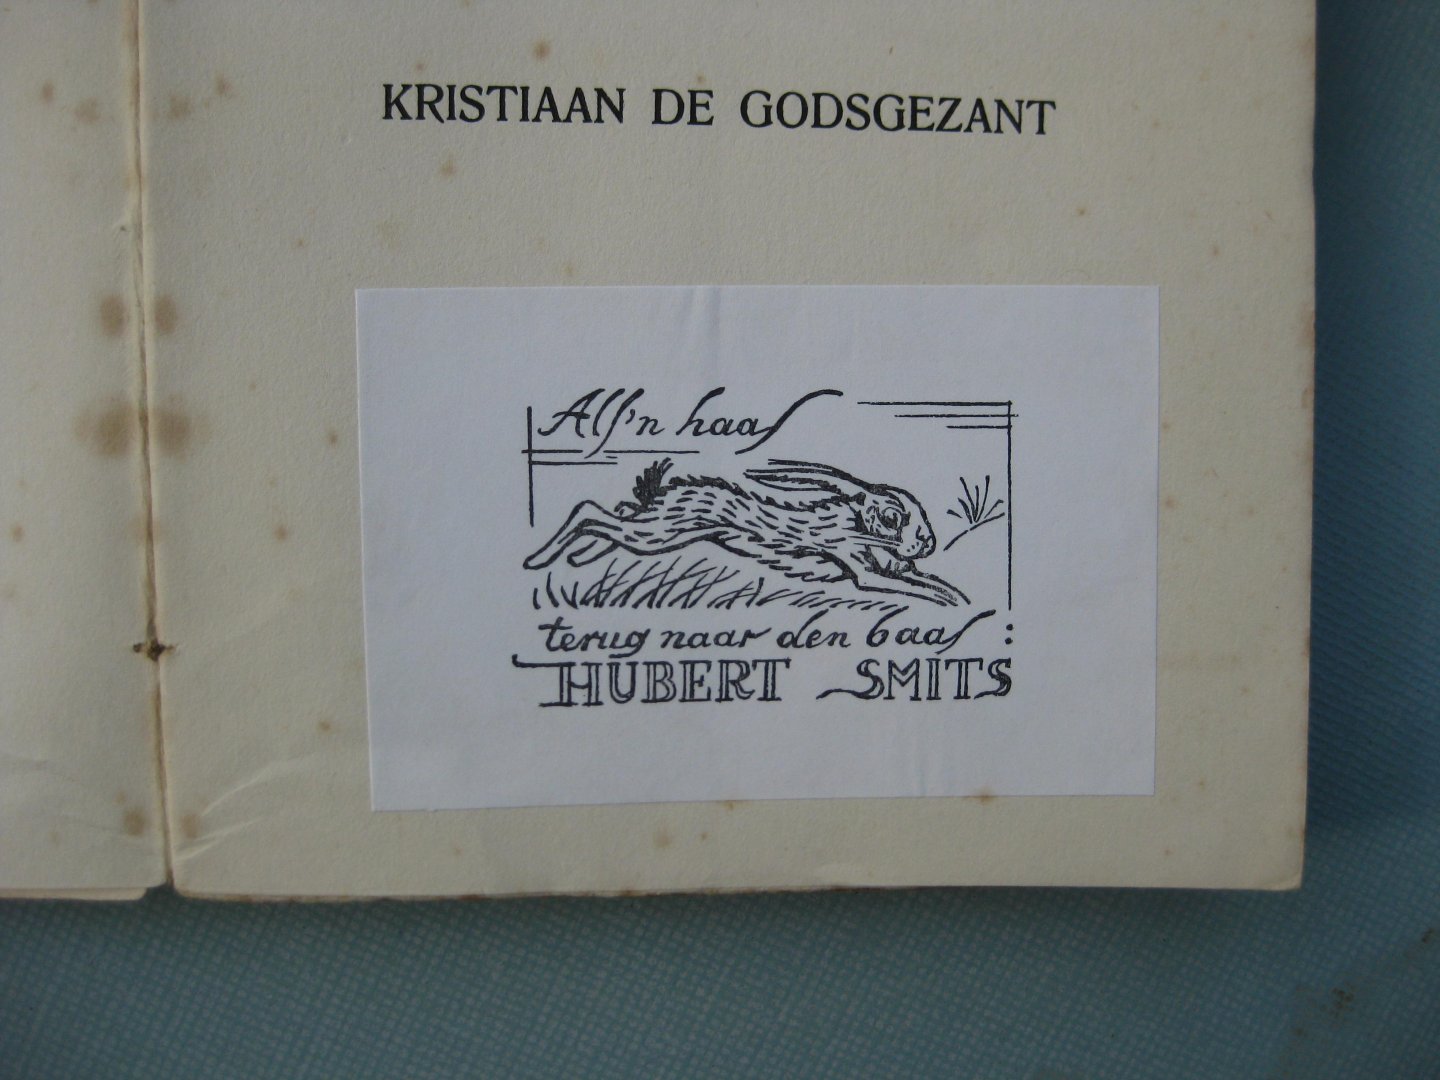 KRISTIAAN DE GODSGEZANT
Als'n haas
terug naar den baas :
HUBERT SMITS